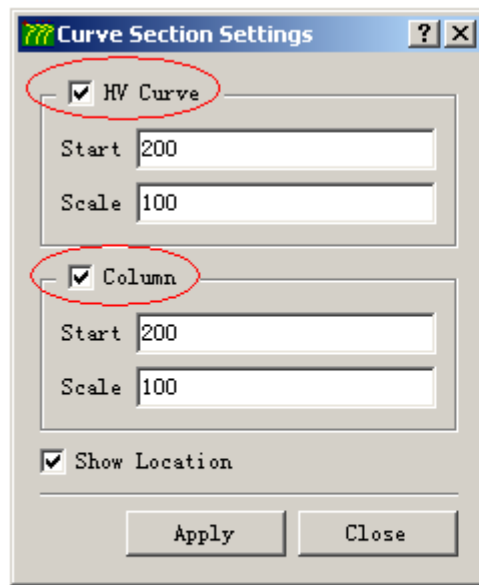 Curve Section Settings
HV Curve
Start 200
Scale 100
Column
Start 200
Scale 100
Show Location
Apply Close